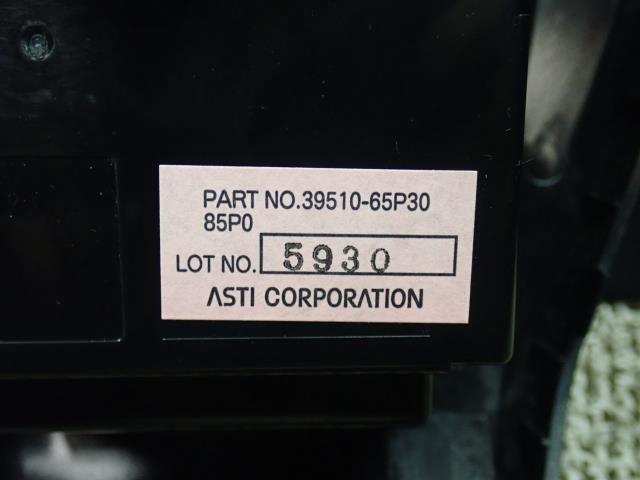 PART NO.39510-65P30
85P0
LOT NO. 5930
ASTI CORPORATION